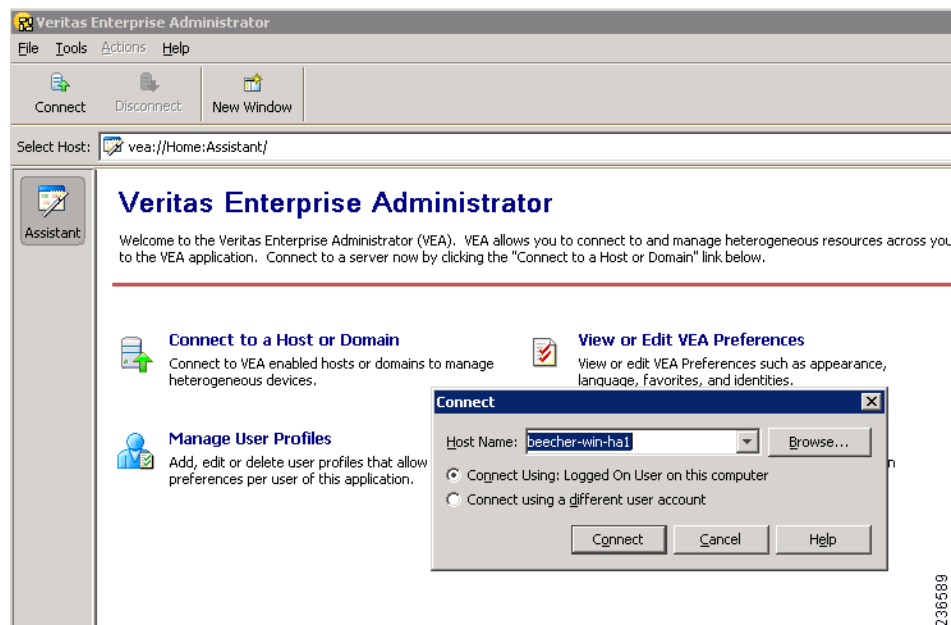 Veritas Enterprise Administrator
File Tools Actions Help
Connect Disconnect New Window
Select Host: vea://Home:Assistant/
Assistant
Veritas Enterprise Administrator
Welcome to the Veritas Enterprise Administrator (VEA). VEA allows you to connect to and manage heterogeneous resources across you
to the VEA application. Connect to a server now by clicking the "Connect to a Host or Domain" link below.
Connect to a Host or Domain
Connect to VEA enabled hosts or domains to manage
heterogeneous devices.
View or Edit VEA Preferences
View or edit VEA Preferences such as appearance,
language, favorites, and identities.
Manage User Profiles
Add, edit or delete user profiles that allow
preferences per user of this application.
n
Connect
Host Name: beecher-win-ha1 Browse...
Connect Using: Logged On User on this computer
Connect using a different user account
Connect Cancel Help
236589